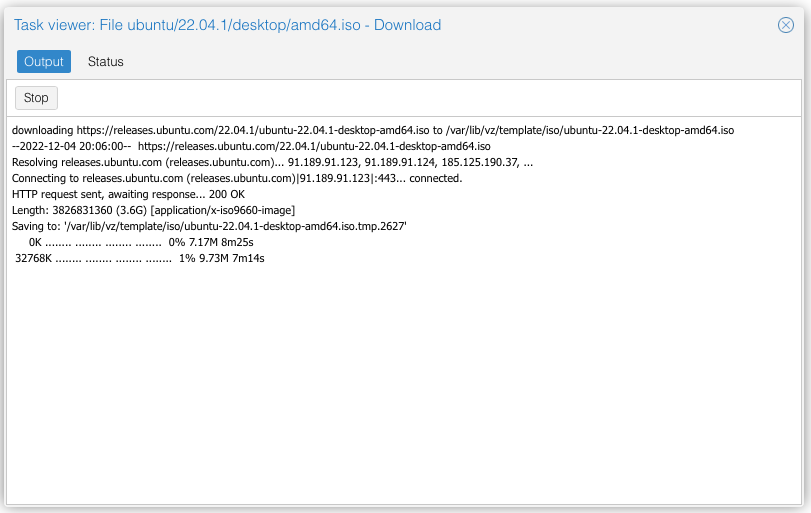 Task viewer: File ubuntu/22.04.1/desktop/amd64.iso - Download
Output Status
Stop
downloading https://releases.ubuntu.com/22.04.1/ubuntu-22.04.1-desktop-amd64.iso to /var/lib/vz/template/iso/ubuntu-22.04.1-desktop-amd64.iso
--2022-12-04 20:06:00-- https://releases.ubuntu.com/22.04.1/ubuntu-22.04.1-desktop-amd64.iso
Resolving releases.ubuntu.com (releases.ubuntu.com)... 91.189.91.123, 91.189.91.124, 185.125.190.37, ...
Connecting to releases.ubuntu.com (releases.ubuntu.com)|91.189.91.123|:443... connected.
HTTP request sent, awaiting response... 200 OK
Length: 3826831360 (3.6G) [application/x-iso9660-image]
Saving to: '/var/lib/vz/template/iso/ubuntu-22.04.1-desktop-amd64.iso.tmp.2627'
0K ........ ........ ........ ........ 0% 7.17M 8m25s
32768K ........ ........ ........ ........ 1% 9.73M 7m14s